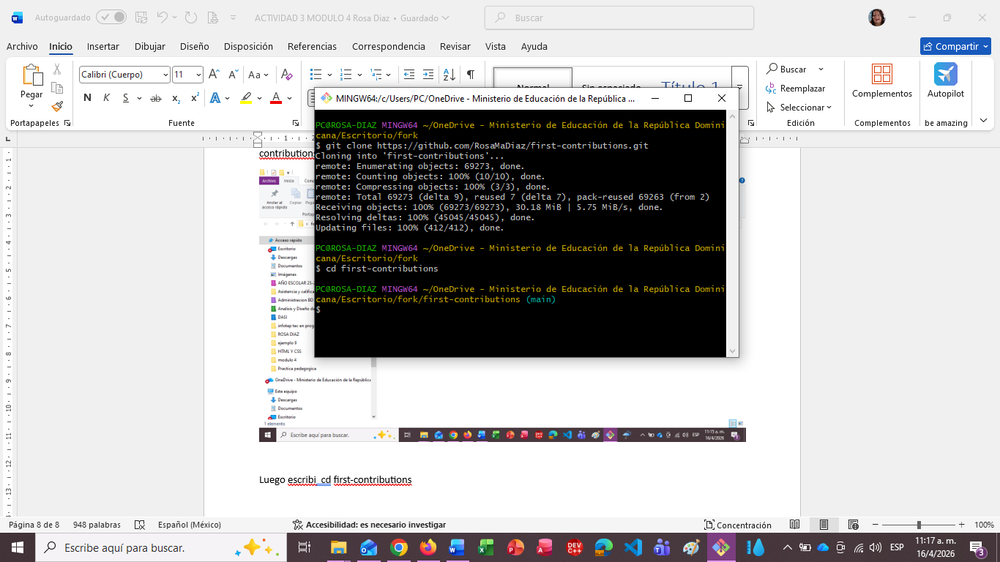 Autoguardado
ACTIVIDAD 3 MODULO 4 Rosa Diaz • Guardado
Buscar
Archivo Inicio Insertar Dibujar Diseño Disposición Referencias Correspondencia Revisar Vista Ayuda
Compartir
Pegar
Portapapeles
Calibri (Cuerpo) 11
Fuente
Normal
Sin espaciado
Título 1
Buscar
Reemplazar
Seleccionar
Edición
Complementos
Complementos
Autopilot
be amazing
contributions
MINGW64:/c/Users/PC/OneDrive - Ministerio de Educación de la República ...
PC@ROSA-DIAZ MINGW64 ~/OneDrive - Ministerio de Educación de la República Domini
cana/Escritorio/fork
$ git clone https://github.com/RosaMaDiaz/first-contributions.git
Cloning into 'first-contributions'...
remote: Enumerating objects: 69273, done.
remote: Counting objects: 100% (10/10), done.
remote: Compressing objects: 100% (3/3), done.
remote: Total 69273 (delta 9), reused 7 (delta 7), pack-reused 69263 (from 2)
Receiving objects: 100% (69273/69273), 30.18 MiB | 5.75 MiB/s, done.
Resolving deltas: 100% (45045/45045), done.
Updating files: 100% (412/412), done.
PC@ROSA-DIAZ MINGW64 ~/OneDrive - Ministerio de Educación de la República Domini
cana/Escritorio/fork
$ cd first-contributions
PC@ROSA-DIAZ MINGW64 ~/OneDrive - Ministerio de Educación de la República Domini
cana/Escritorio/fork/first-contributions (main)
$
Archivo Inicio
Anclar al
acceso rápido
Copiar
Acceso rápido
Escritorio
Descargas
Documentos
Imágenes
AÑO ESCOLAR 25-2
Asistencia y califica
Administracion BD
Analisis y Diseño de
DASI
infotep tec en prog
ROSA DIAZ
ejemplo 9
HTML Y CSS
modulo 4
Practica pedagogica
OneDrive - Ministerio de Educación de la República
Este equipo
Descargas
Documentos
Escritorio
1 elemento
Escribe aquí para buscar.
ESP
11:15 a. m.
16/4/2026
Luego escribi cd first-contributions
Página 8 de 8 948 palabras Español (México) Accesibilidad: es necesario investigar Concentración 100%
Escribe aquí para buscar.
ESP
11:17 a. m.
16/4/2026
3